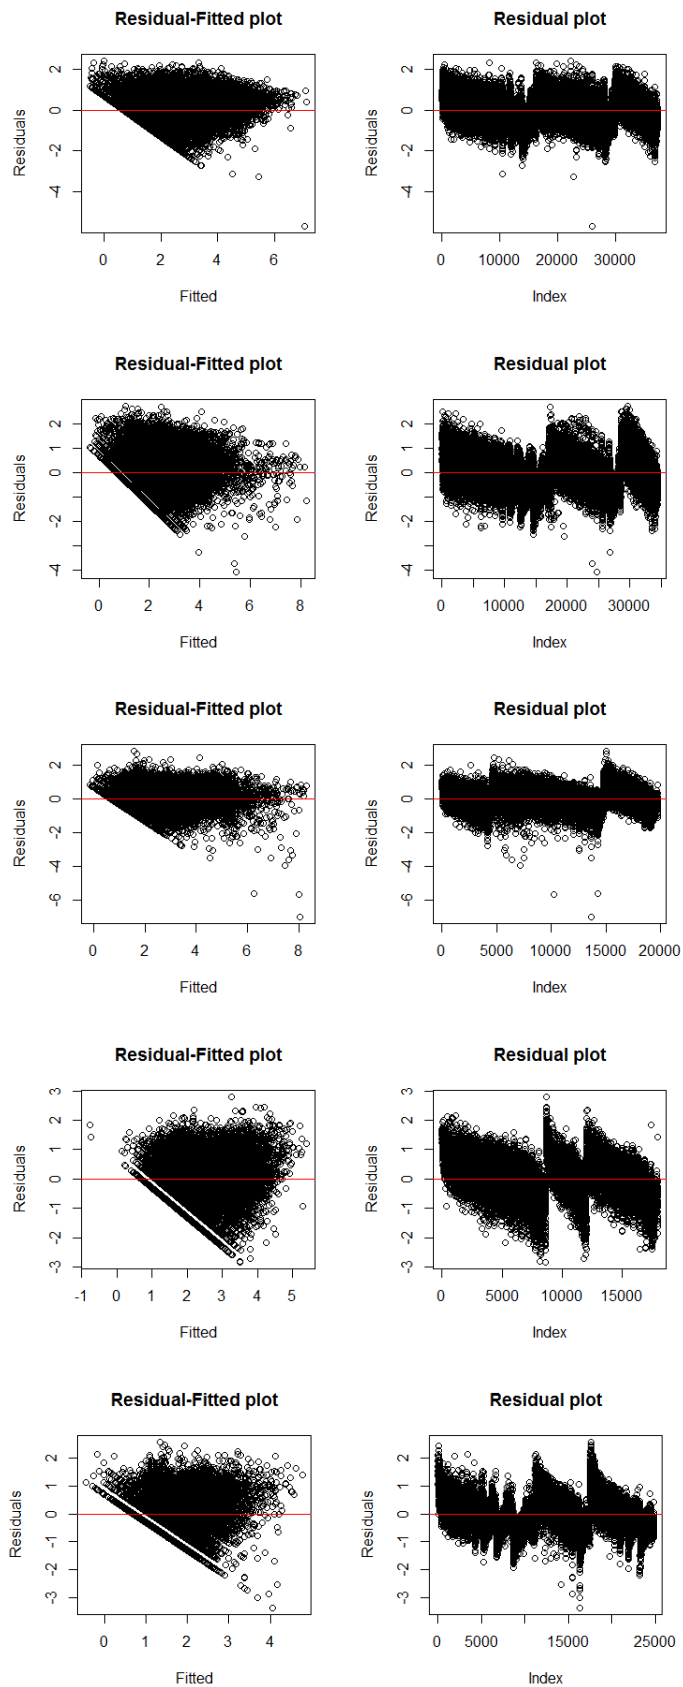 Residual-Fitted plot Residual plot
Residuals Residuals
2 2
0 0
-2 -2
-4 -4
0 2 4 6 0 10000 20000 30000
Fitted Index
Residual-Fitted plot Residual plot
Residuals Residuals
2 2
1 1
0 0
-2 -2
-4 -4
0 2 4 6 8 0 10000 20000 30000
Fitted Index
Residual-Fitted plot Residual plot
Residuals Residuals
2 2
0 0
-2 -2
-4 -4
-6 -6
0 2 4 6 8 0 5000 10000 15000 20000
Fitted Index
Residual-Fitted plot Residual plot
Residuals Residuals
3 3
2 2
1 1
0 0
-1 -1
-2 -2
-3 -3
-1 0 1 2 3 4 5 0 5000 10000 15000
Fitted Index
Residual-Fitted plot Residual plot
Residuals Residuals
2 2
1 1
0 0
-1 -1
-2 -2
-3 -3
0 1 2 3 4 0 5000 15000 25000
Fitted Index